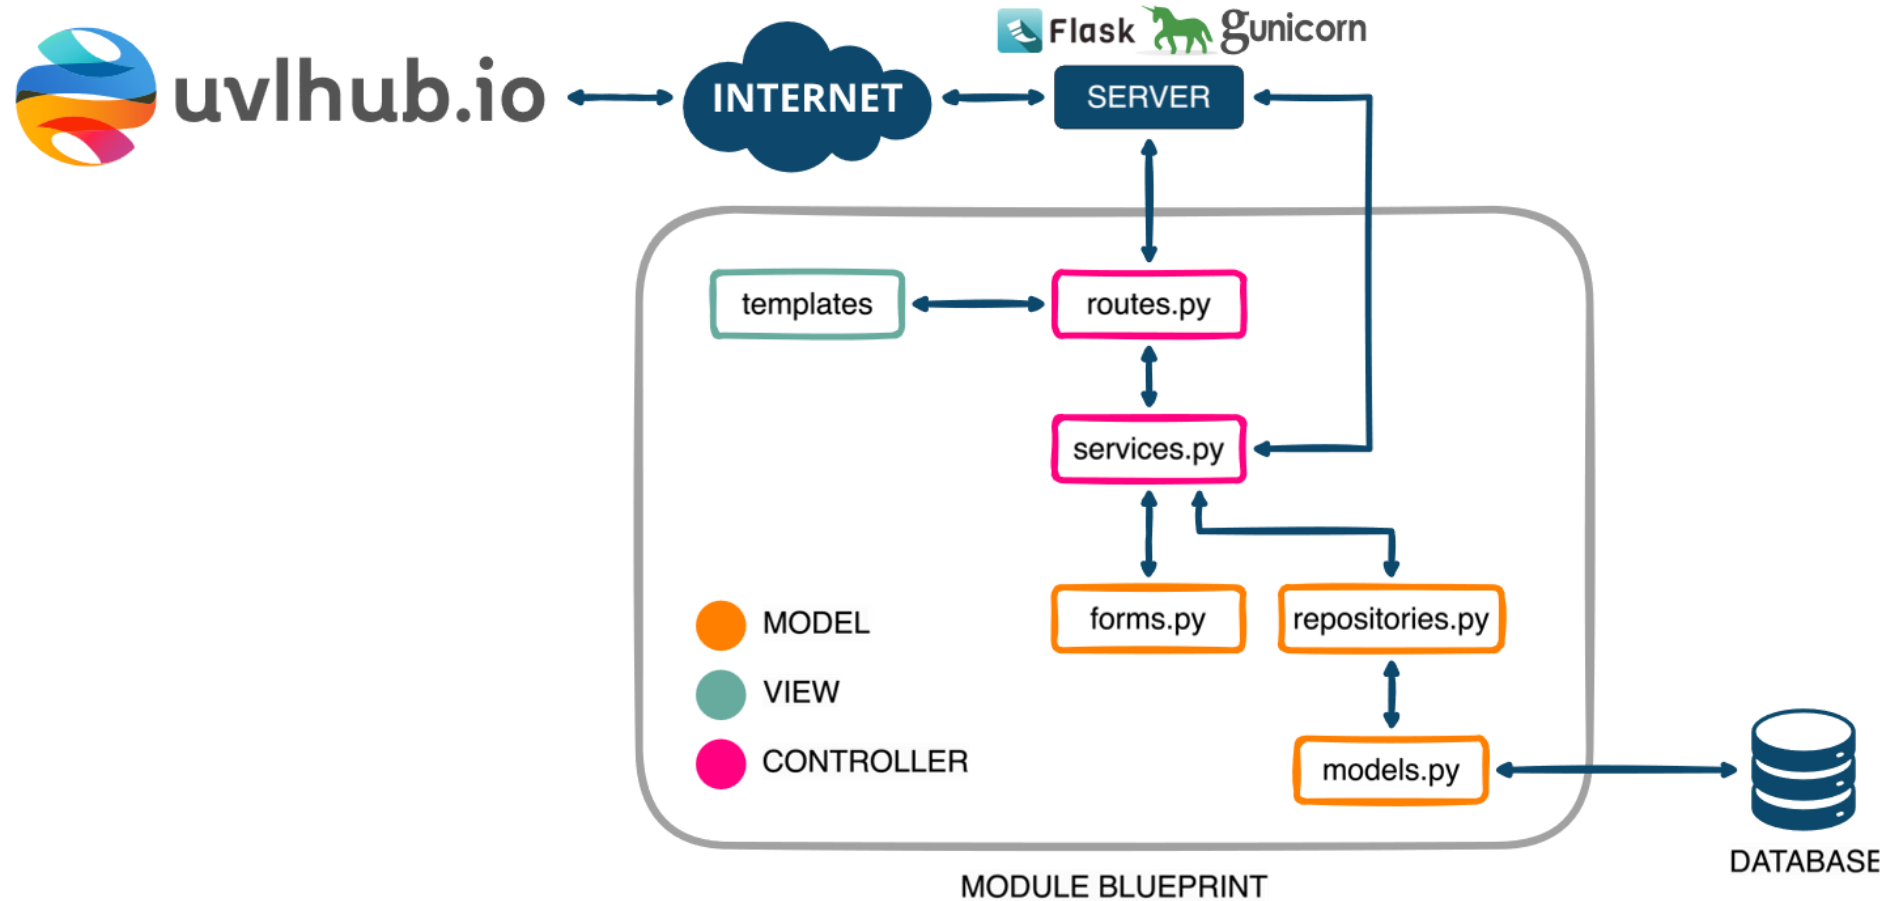 Flask gunicorn
uvlhub.io
INTERNET
SERVER
templates
routes.py
services.py
forms.py
repositories.py
MODEL
VIEW
CONTROLLER
models.py
DATABASE
MODULE BLUEPRINT